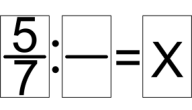 5/7 : — = X